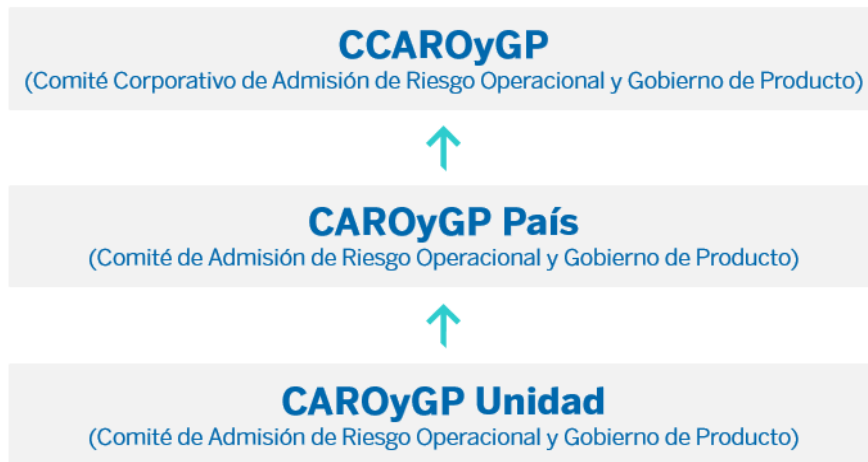 CCAROyGP
(Comité Corporativo de Admisión de Riesgo Operacional y Gobierno de Producto)
CAROyGP País
(Comité de Admisión de Riesgo Operacional y Gobierno de Producto)
CAROyGP Unidad
(Comité de Admisión de Riesgo Operacional y Gobierno de Producto)